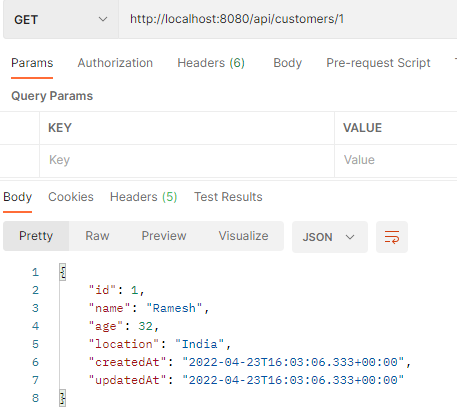 GET http://localhost:8080/api/customers/1
Params Authorization Headers (6) Body Pre-request Script
Query Params
KEY VALUE
Key Value
Body Cookies Headers (5) Test Results
Pretty Raw Preview Visualize JSON
1 {
2 "id": 1,
3 "name": "Ramesh",
4 "age": 32,
5 "location": "India",
6 "createdAt": "2022-04-23T16:03:06.333+00:00",
7 "updatedAt": "2022-04-23T16:03:06.333+00:00"
8 }